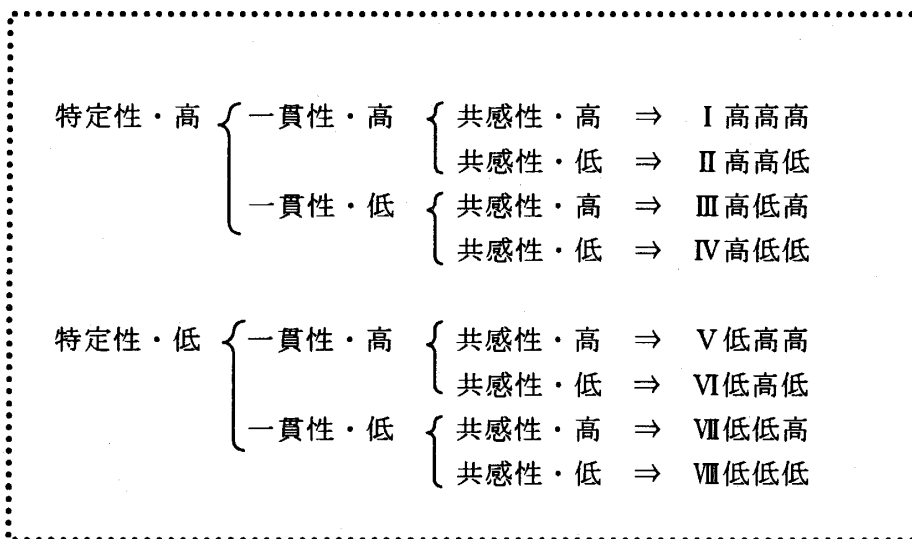 特定性・高 一貫性・高 共感性・高 ⇒ Ⅰ高高高
共感性・低 ⇒ Ⅱ高高低
一貫性・低 共感性・高 ⇒ Ⅲ高低高
共感性・低 ⇒ Ⅳ高低低
特定性・低 一貫性・高 共感性・高 ⇒ Ⅴ低高高
共感性・低 ⇒ Ⅵ低高低
一貫性・低 共感性・高 ⇒ Ⅶ低低高
共感性・低 ⇒ Ⅷ低低低